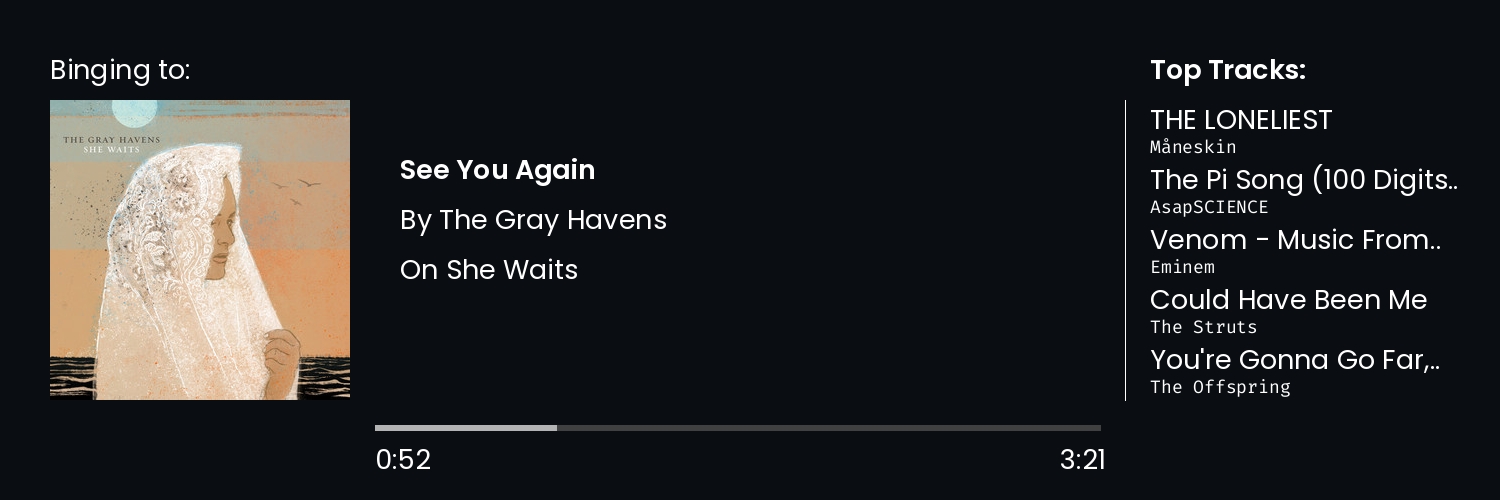 Binging to:
THE GRAY HAVENS
SHE WAITS
See You Again
By The Gray Havens
On She Waits
0:52
3:21
Top Tracks:
THE LONELIEST
Måneskin
The Pi Song (100 Digits..
AsapSCIENCE
Venom - Music From..
Eminem
Could Have Been Me
The Struts
You're Gonna Go Far,..
The Offspring